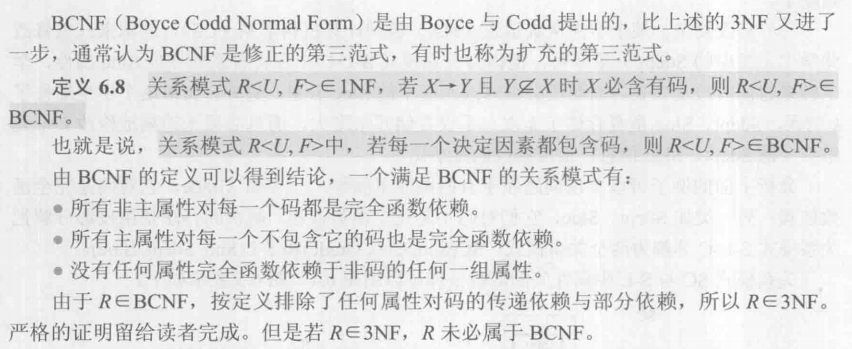 BCNF（Boyce Codd Normal Form）是由 Boyce 与 Codd 提出的，比上述的 3NF 又进了
一步，通常认为 BCNF 是修正的第三范式，有时也称为扩充的第三范式。
定义 6.8 关系模式 R<U, F>∈1NF，若 X→Y 且 Y⊈X 时 X 必含有码，则 R<U, F>∈
BCNF。
也就是说，关系模式 R<U, F>中，若每一个决定因素都包含码，则 R<U, F>∈BCNF。
由 BCNF 的定义可以得到结论，一个满足 BCNF 的关系模式有：
● 所有非主属性对每一个码都是完全函数依赖。
● 所有主属性对每一个不包含它的码也是完全函数依赖。
● 没有任何属性完全函数依赖于非码的任何一组属性。
由于 R∈BCNF，按定义排除了任何属性对码的传递依赖与部分依赖，所以 R∈3NF。
严格的证明留给读者完成。但是若 R∈3NF，R 未必属于 BCNF。